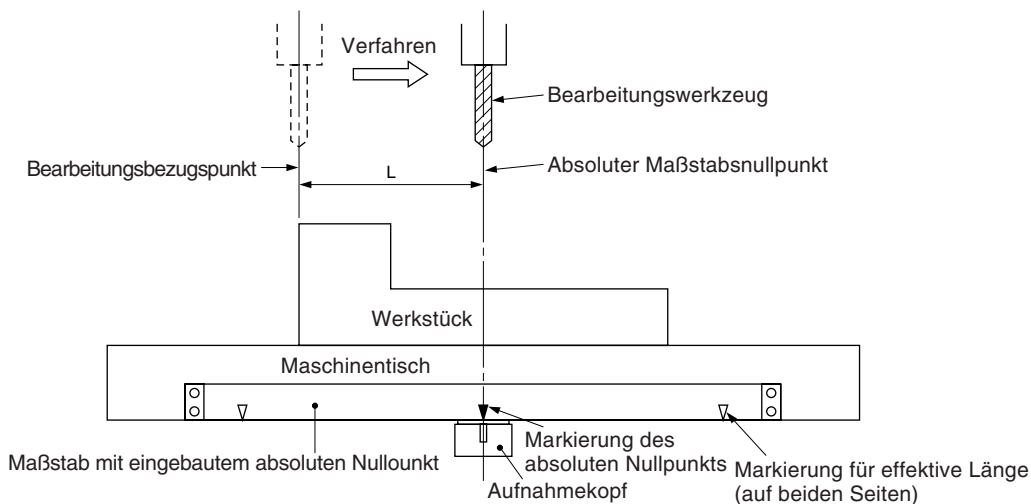 Verfahren
Bearbeitungswerkzeug
Bearbeitungsbezugspunkt
L
Absoluter Maßstabsnullpunkt
Werkstück
Maschinentisch
Maßstab mit eingebautem absoluten Nullounkt
Markierung des
absoluten Nullpunkts
Aufnahmekopf
Markierung für effektive Länge
(auf beiden Seiten)